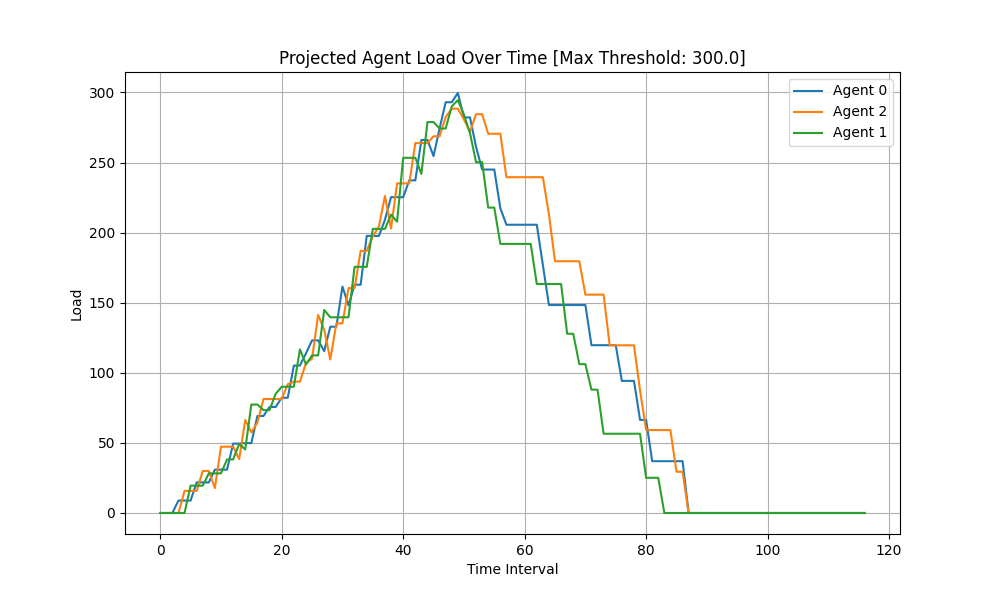 Projected Agent Load Over Time [Max Threshold: 300.0]
Agent 0
Agent 2
Agent 1
Load
300
250
200
150
100
50
0
0 20 40 60 80 100 120
Time Interval